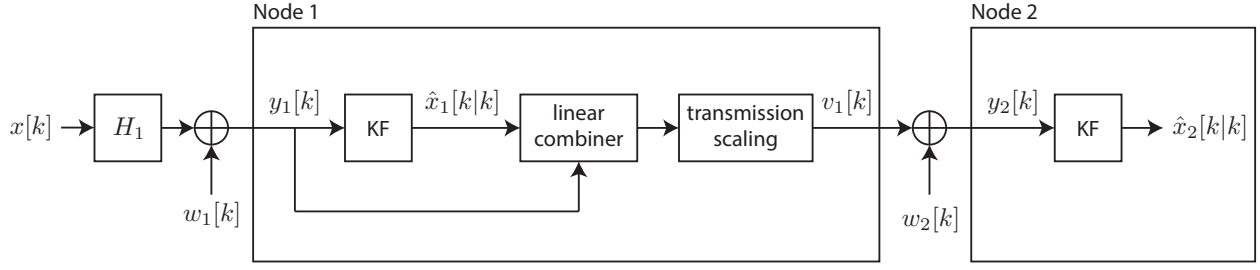 Node 1
Node 2
x[k]
H₁
y₁[k]
KF
x̂₁[k|k]
linear
combiner
transmission
scaling
v₁[k]
y₂[k]
KF
x̂₂[k|k]
w₁[k]
w₂[k]